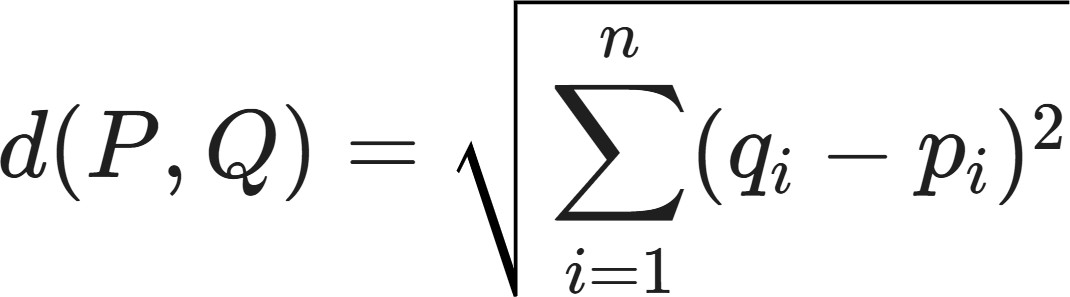 d(P, Q) = √∑_{i=1}^{n} (q_i − p_i)^2